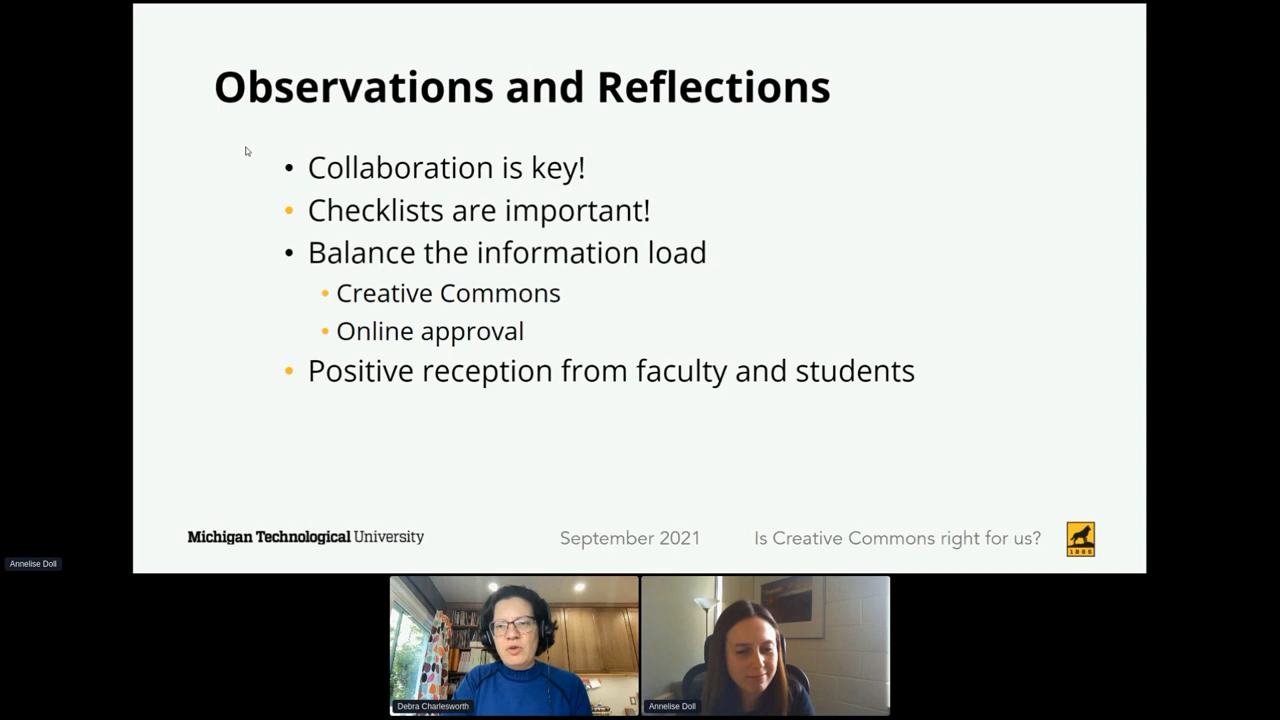 Observations and Reflections
• Collaboration is key!
• Checklists are important!
• Balance the information load
• Creative Commons
• Online approval
• Positive reception from faculty and students
Michigan Technological University
September 2021
Is Creative Commons right for us?
1885
Annelise Doll
Debra Charlesworth
Annelise Doll